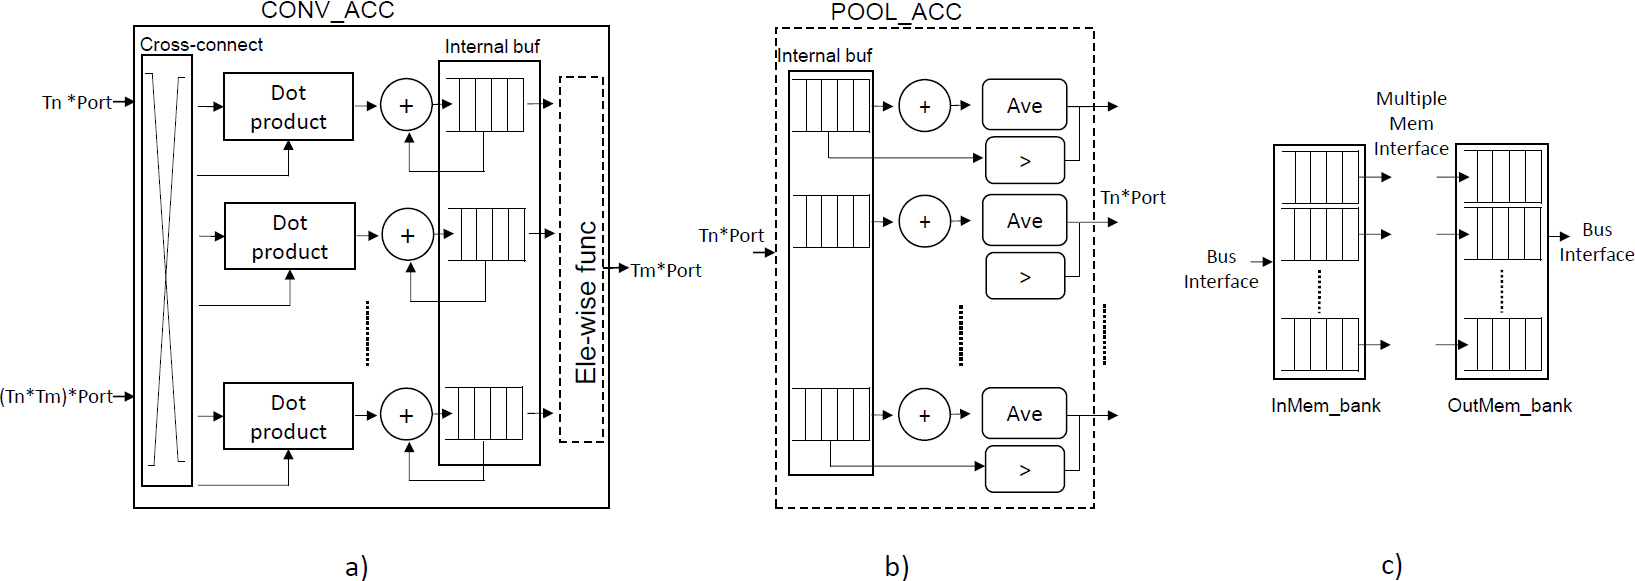 CONV_ACC
Cross-connect
Internal buf
Tn *Port
Dot
product
+
Dot
product
+
Ele-wise func
Tm*Port
(Tn*Tm)*Port
Dot
product
+
a)
POOL_ACC
Internal buf
+
Ave
>
Tn*Port
+
Ave
Tn*Port
>
+
Ave
>
b)
Multiple
Mem
Interface
Bus
Interface
Bus
Interface
InMem_bank
OutMem_bank
c)